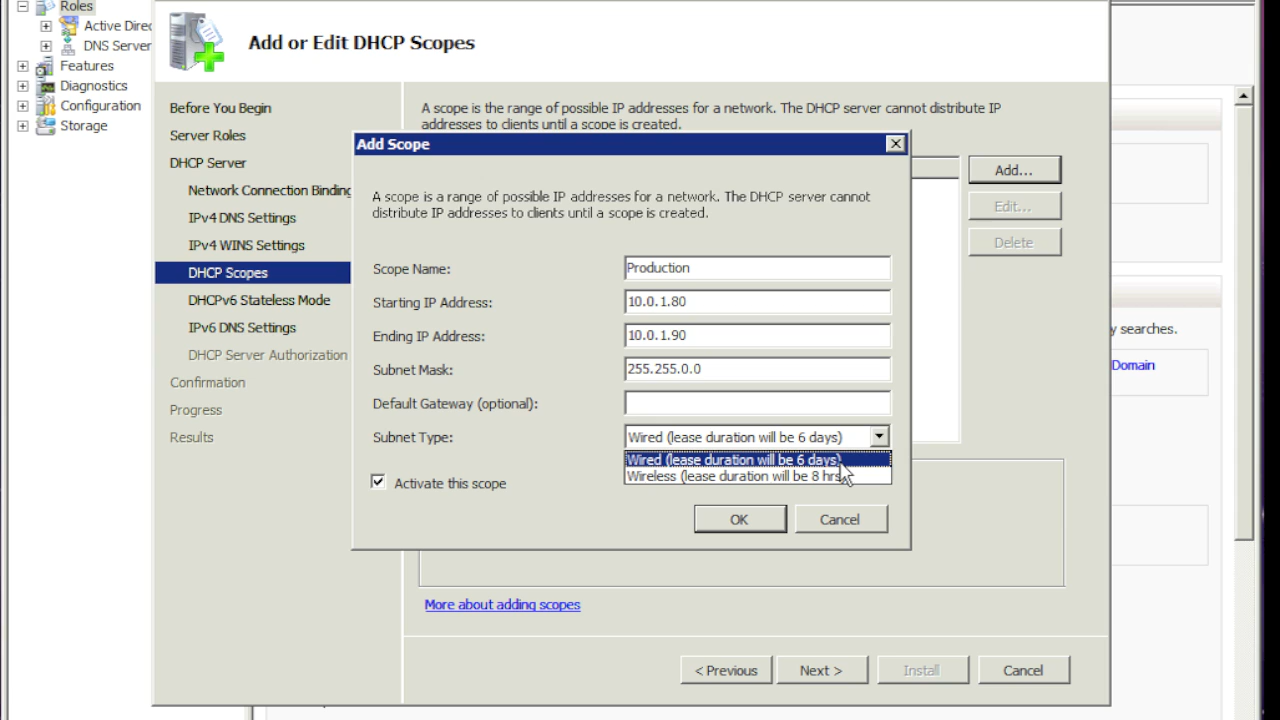 Roles
Active Direc
DNS Server
Features
Diagnostics
Configuration
Storage
Add or Edit DHCP Scopes
Before You Begin
Server Roles
DHCP Server
Network Connection Binding
IPv4 DNS Settings
IPv4 WINS Settings
DHCP Scopes
DHCPv6 Stateless Mode
IPv6 DNS Settings
DHCP Server Authorization
Confirmation
Progress
Results
A scope is the range of possible IP addresses for a network. The DHCP server cannot distribute IP
addresses to clients until a scope is created.
Add...
Edit...
Delete
Add Scope
A scope is a range of possible IP addresses for a network. The DHCP server cannot
distribute IP addresses to clients until a scope is created.
Scope Name: Production
Starting IP Address: 10.0.1.80
Ending IP Address: 10.0.1.90
Subnet Mask: 255.255.0.0
Default Gateway (optional):
Subnet Type: Wired (lease duration will be 6 days)
Wired (lease duration will be 6 days)
Wireless (lease duration will be 8 hrs
Activate this scope
OK Cancel
More about adding scopes
< Previous Next > Install Cancel
y searches.
Domain